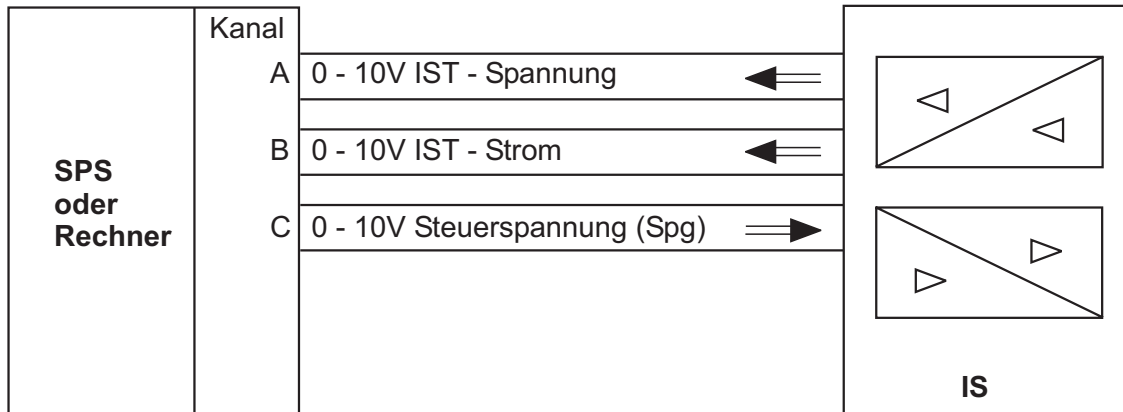 Kanal
A 0 - 10V IST - Spannung
B 0 - 10V IST - Strom
SPS
oder
Rechner
C 0 - 10V Steuerspannung (Spg)
IS